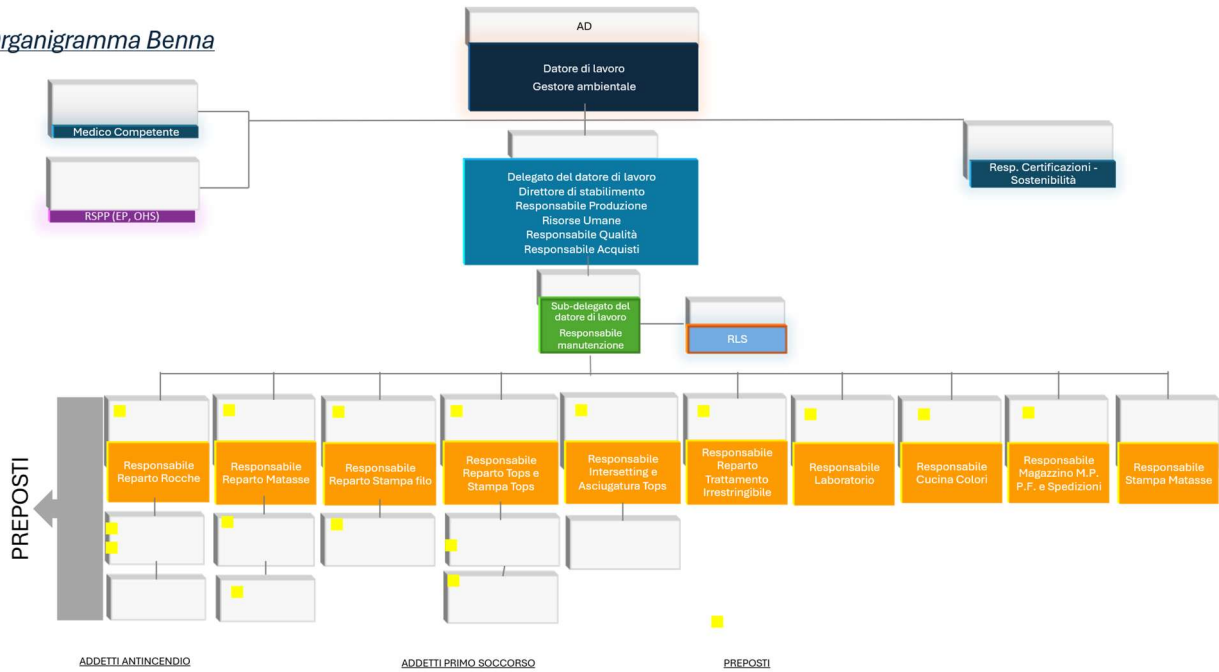 rganigramma Benna
AD
Datore di lavoro
Gestore ambientale
Medico Competente
RSPP (EP, OHS)
Resp. Certificazioni -
Sostenibilità
Delegato del datore di lavoro
Direttore di stabilimento
Responsabile Produzione
Risorse Umane
Responsabile Qualità
Responsabile Acquisti
Sub-delegato del
datore di lavoro
Responsabile
manutenzione
RLS
PREPOSTI
Responsabile
Reparto Rocche
Responsabile
Reparto Matasse
Responsabile
Reparto Stampa filo
Responsabile
Reparto Tops e
Stampa Tops
Responsabile
Intersetting e
Asciugatura Tops
Responsabile
Reparto
Trattamento
Irrestringibile
Responsabile
Laboratorio
Responsabile
Cucina Colori
Responsabile
Magazzino M.P.
P.F. e Spedizioni
Responsabile
Stampa Matasse
ADDETTI ANTINCENDIO
ADDETTI PRIMO SOCCORSO
PREPOSTI